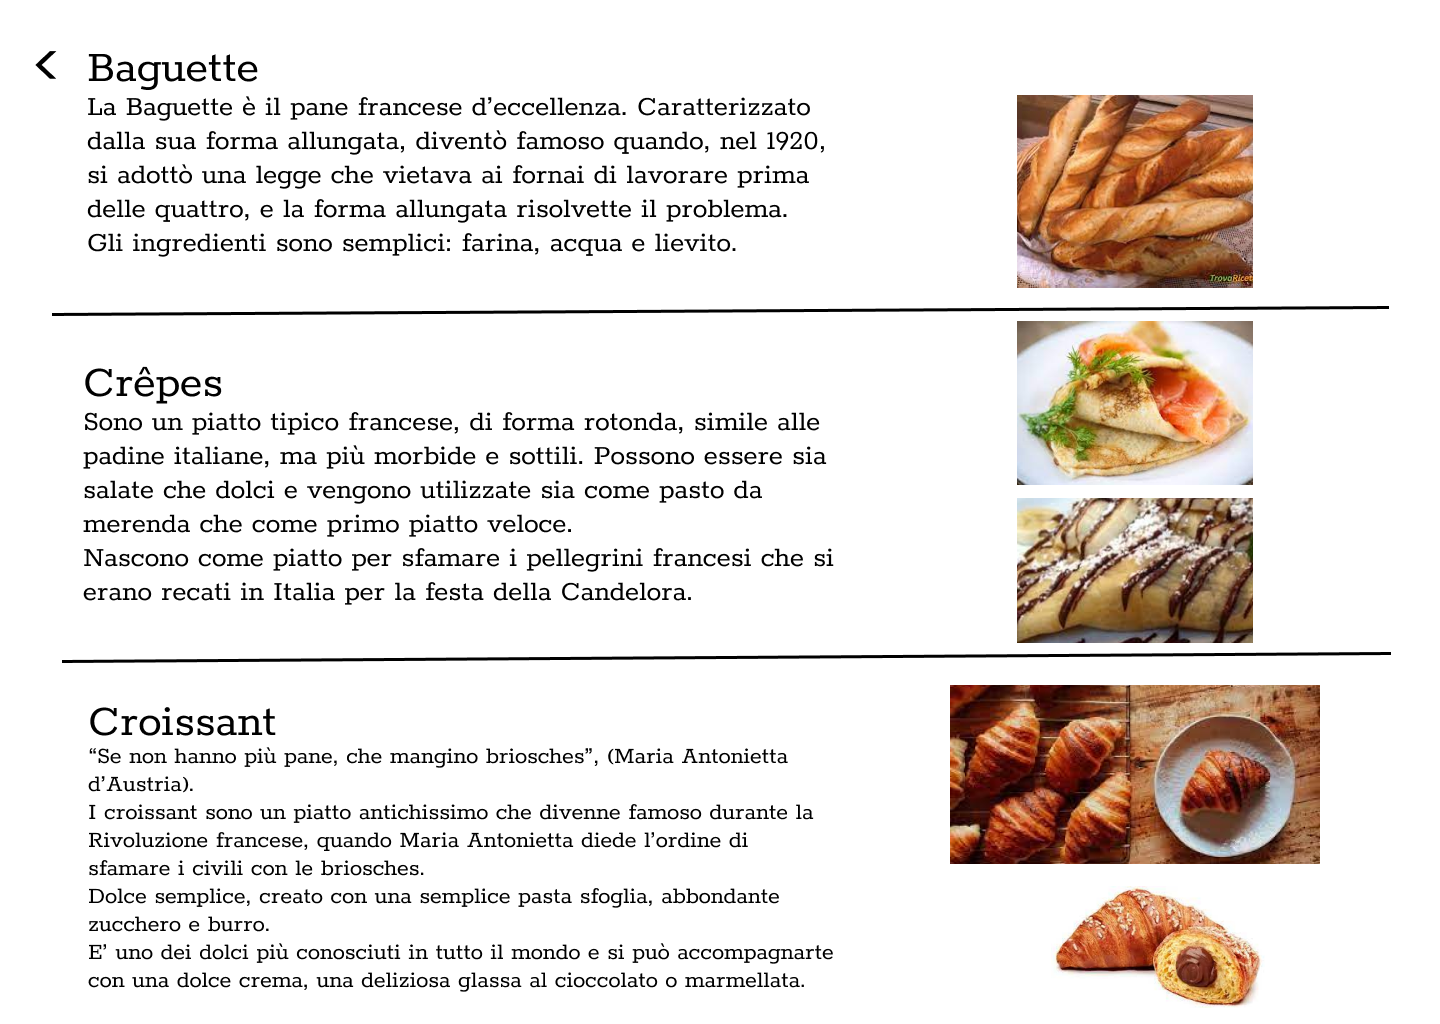 Baguette
La Baguette è il pane francese d’eccellenza. Caratterizzato
dalla sua forma allungata, diventò famoso quando, nel 1920,
si adottò una legge che vietava ai fornai di lavorare prima
delle quattro, e la forma allungata risolvette il problema.
Gli ingredienti sono semplici: farina, acqua e lievito.
TrovaRicet
Crêpes
Sono un piatto tipico francese, di forma rotonda, simile alle
padine italiane, ma più morbide e sottili. Possono essere sia
salate che dolci e vengono utilizzate sia come pasto da
merenda che come primo piatto veloce.
Nascono come piatto per sfamare i pellegrini francesi che si
erano recati in Italia per la festa della Candelora.
Croissant
“Se non hanno più pane, che mangino briosches”, (Maria Antonietta
d’Austria).
I croissant sono un piatto antichissimo che divenne famoso durante la
Rivoluzione francese, quando Maria Antonietta diede l’ordine di
sfamare i civili con le briosches.
Dolce semplice, creato con una semplice pasta sfoglia, abbondante
zucchero e burro.
E’ uno dei dolci più conosciuti in tutto il mondo e si può accompagnarte
con una dolce crema, una deliziosa glassa al cioccolato o marmellata.